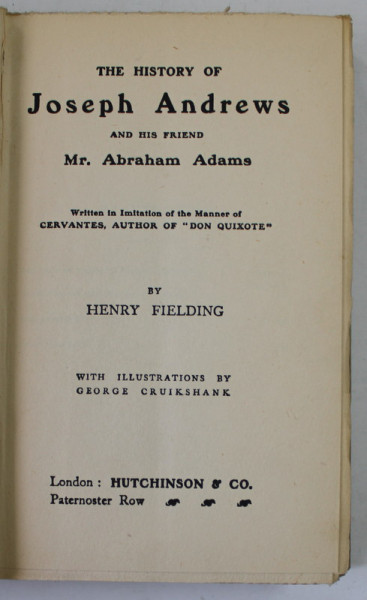 THE HISTORY OF
Joseph Andrews
AND HIS FRIEND
Mr. Abraham Adams
Written in Imitation of the Manner of
CERVANTES, AUTHOR OF "DON QUIXOTE"
BY
HENRY FIELDING
WITH ILLUSTRATIONS BY
GEORGE CRUIKSHANK
London: HUTCHINSON & CO.
Paternoster Row